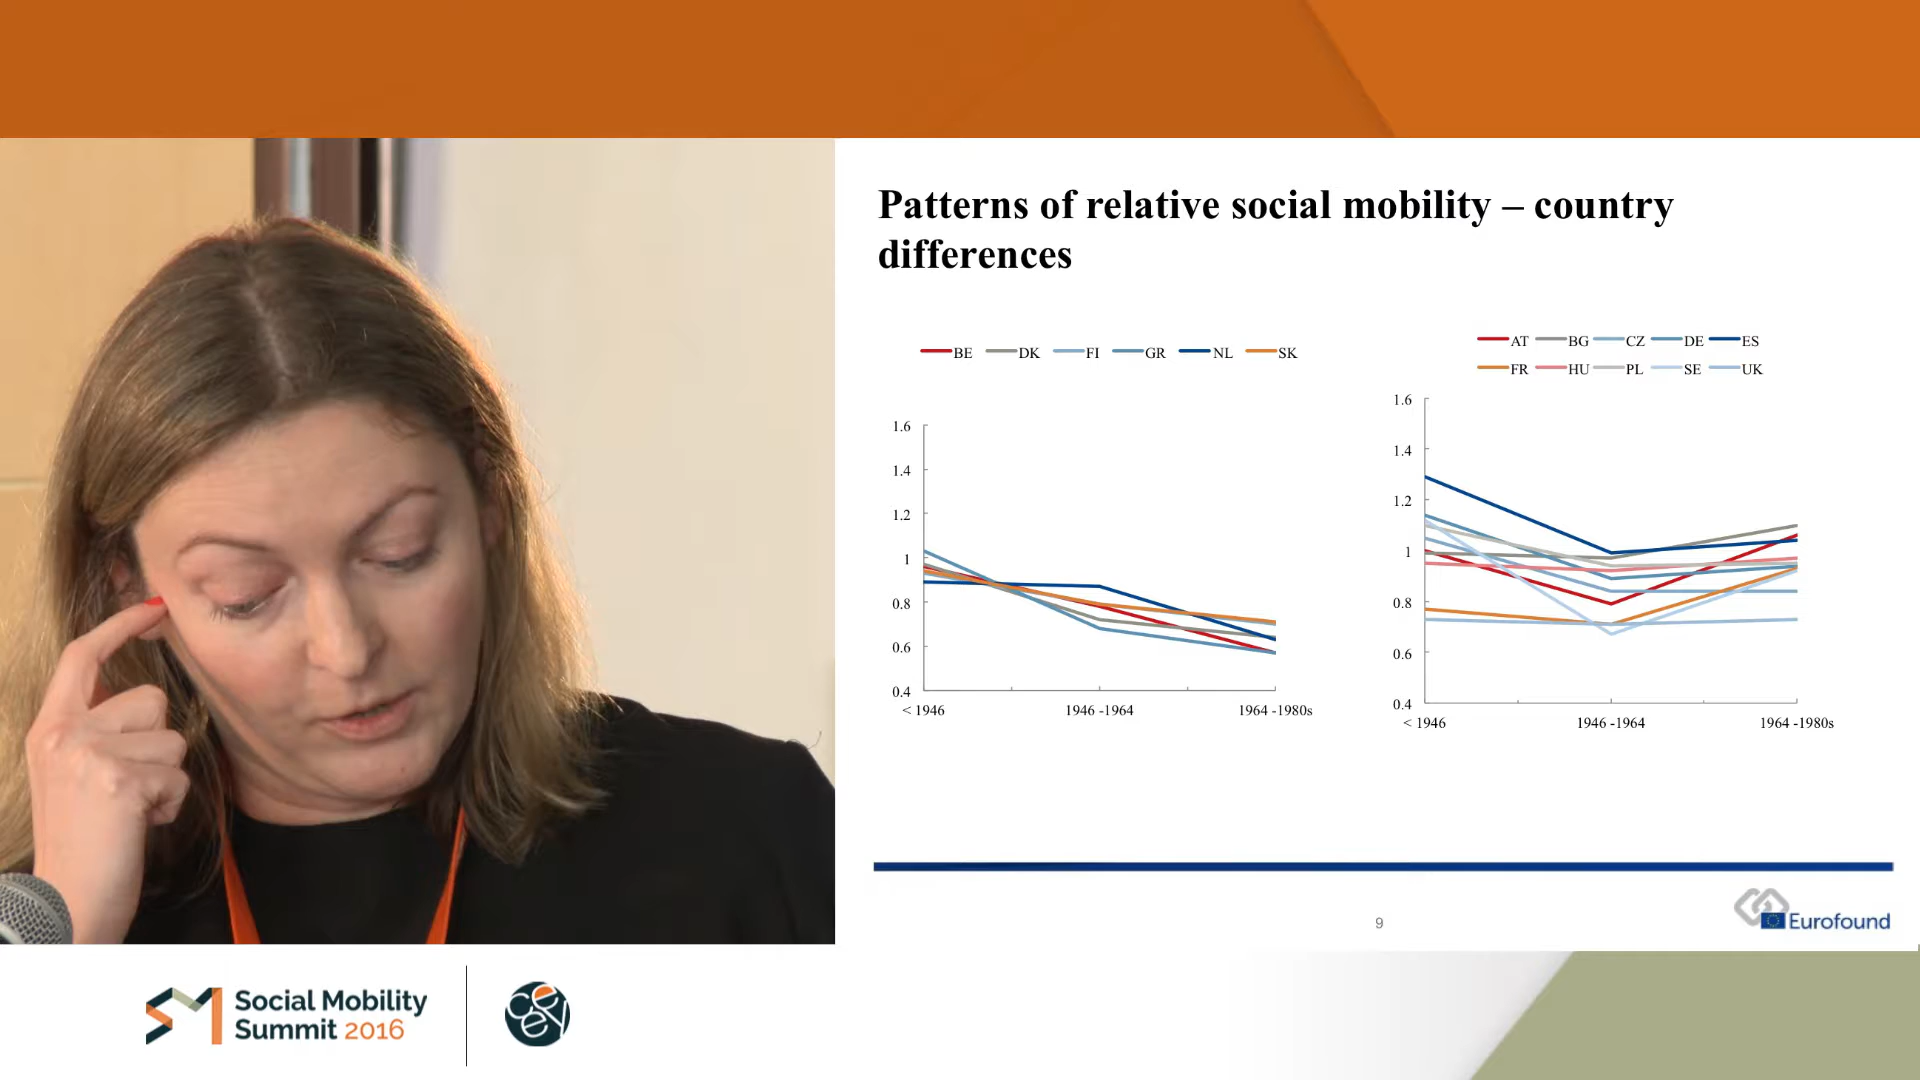 Patterns of relative social mobility – country
differences
BE DK FI GR NL SK
1.6
1.4
1.2
1
0.8
0.6
0.4
< 1946 1946 -1964 1964 -1980s
AT BG CZ DE ES
FR HU PL SE UK
1.6
1.4
1.2
1
0.8
0.6
0.4
< 1946 1946 -1964 1964 -1980s
9
Eurofound
SM
Social Mobility
Summit 2016
ceey